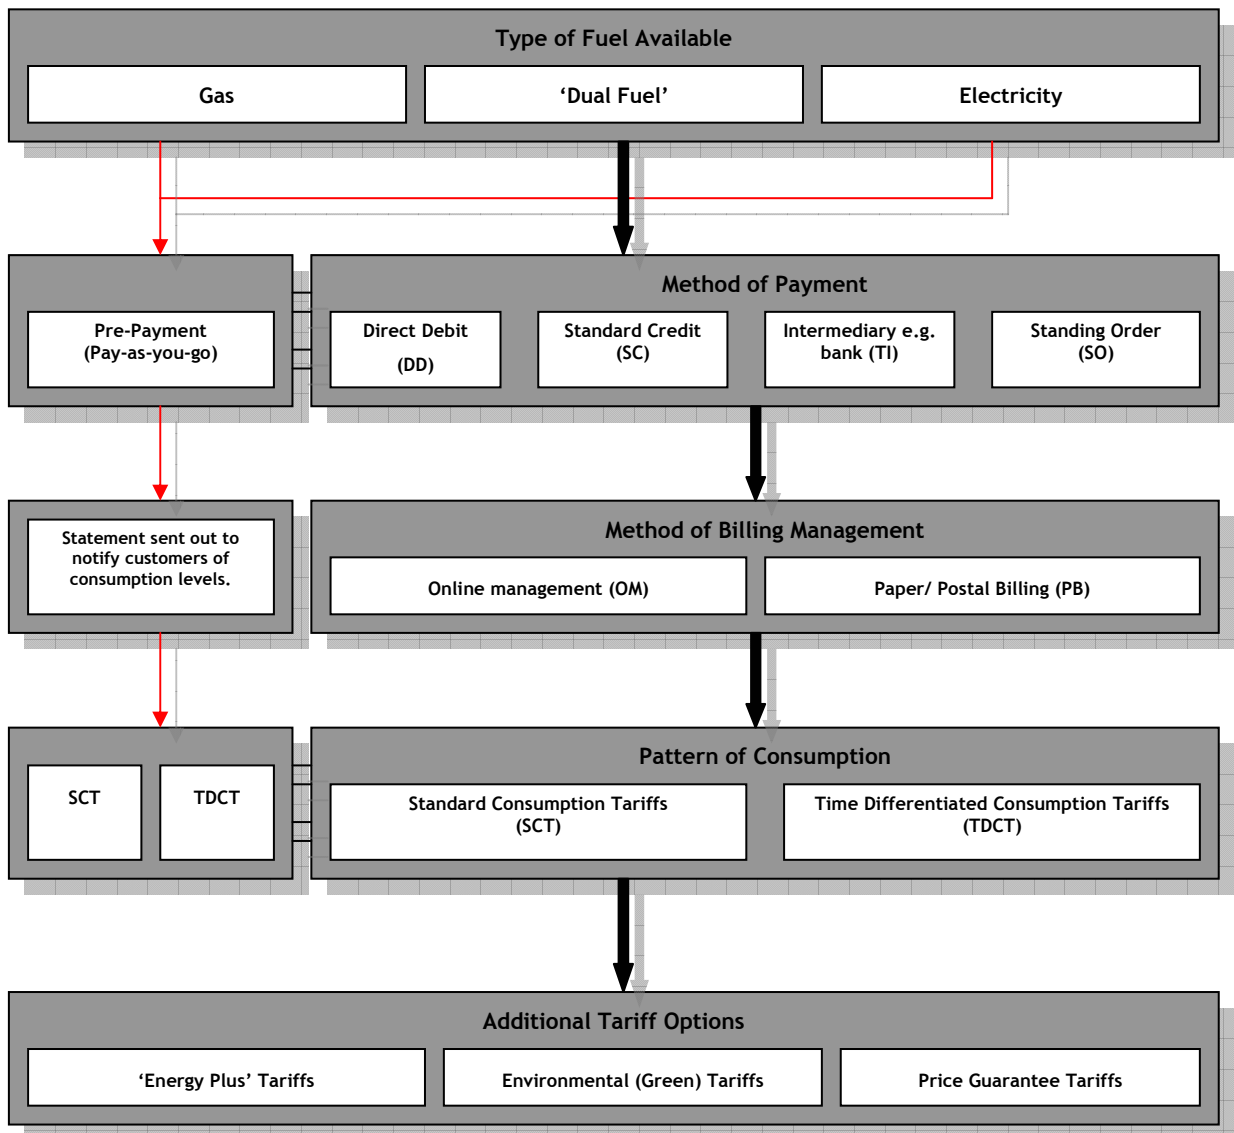 Type of Fuel Available
Gas
‘Dual Fuel’
Electricity
Pre-Payment
(Pay-as-you-go)
Method of Payment
Direct Debit
(DD)
Standard Credit
(SC)
Intermediary e.g.
bank (TI)
Standing Order
(SO)
Statement sent out to
notify customers of
consumption levels.
Method of Billing Management
Online management (OM)
Paper/ Postal Billing (PB)
SCT
TDCT
Pattern of Consumption
Standard Consumption Tariffs
(SCT)
Time Differentiated Consumption Tariffs
(TDCT)
Additional Tariff Options
‘Energy Plus’ Tariffs
Environmental (Green) Tariffs
Price Guarantee Tariffs